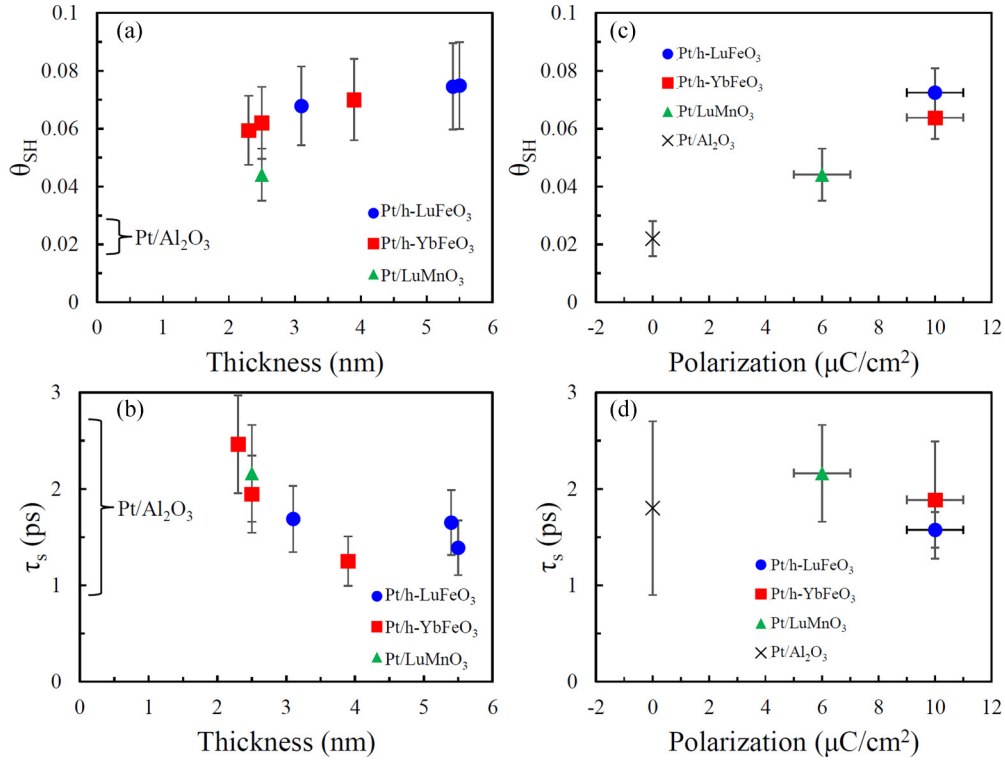 (a)
0.1
0.08
0.06
0.04
0.02
0
θSH
Pt/Al2O3
Pt/h-LuFeO3
Pt/h-YbFeO3
Pt/LuMnO3
0 1 2 3 4 5 6
Thickness (nm)
(c)
0.1
0.08
0.06
0.04
0.02
0
θSH
Pt/h-LuFeO3
Pt/h-YbFeO3
Pt/LuMnO3
Pt/Al2O3
-2 0 2 4 6 8 10 12
Polarization (μC/cm2)
(b)
3
2
1
0
τs (ps)
Pt/Al2O3
Pt/h-LuFeO3
Pt/h-YbFeO3
Pt/LuMnO3
0 1 2 3 4 5 6
Thickness (nm)
(d)
3
2
1
0
τs (ps)
Pt/h-LuFeO3
Pt/h-YbFeO3
Pt/LuMnO3
Pt/Al2O3
-2 0 2 4 6 8 10 12
Polarization (μC/cm2)